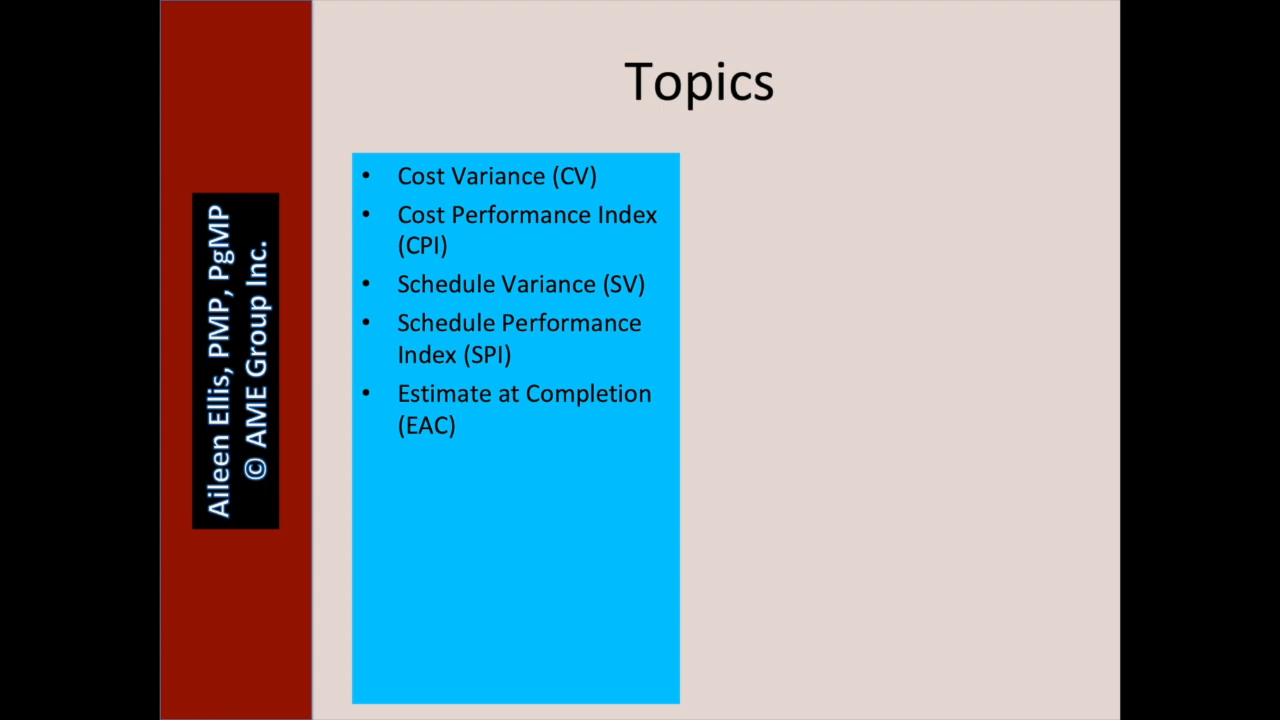 Topics
• Cost Variance (CV)
• Cost Performance Index
(CPI)
• Schedule Variance (SV)
• Schedule Performance
Index (SPI)
• Estimate at Completion
(EAC)
Aileen Ellis, PMP, PgMP
© AME Group Inc.